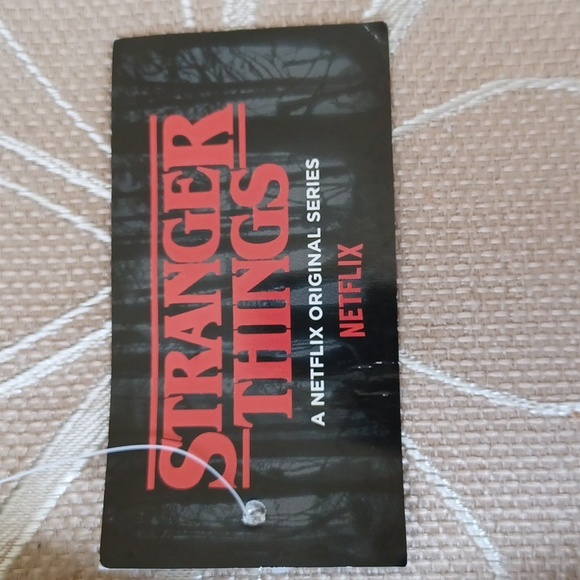 STRANGER
THINGS
A NETFLIX ORIGINAL SERIES
NETFLIX